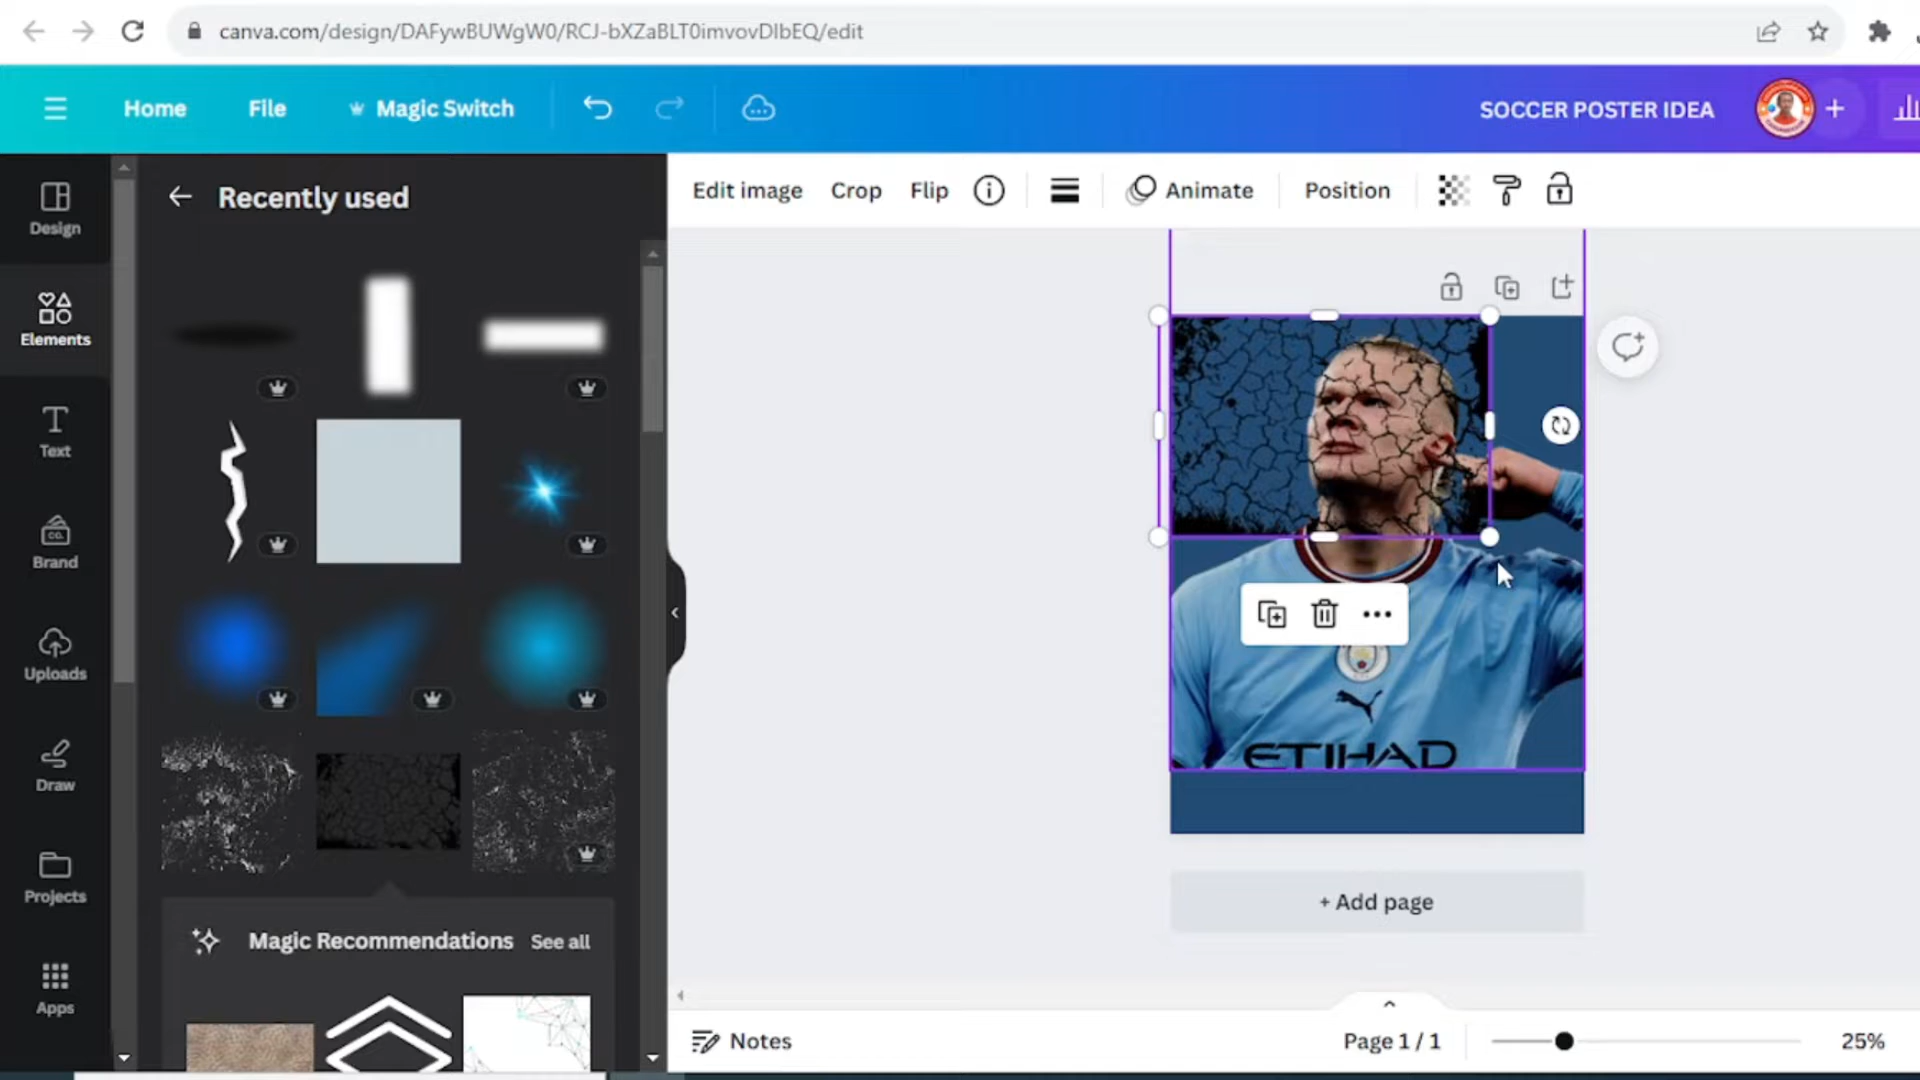 canva.com/design/DAFywBUWgW0/RCJ-bXZaBLT0imvovDIbEQ/edit
Home
File
Magic Switch
SOCCER POSTER IDEA
Design
Elements
Text
Brand
Uploads
Draw
Projects
Apps
Recently used
Magic Recommendations
See all
Edit image
Crop
Flip
Animate
Position
ETIHAD
+ Add page
Notes
Page 1 / 1
25%